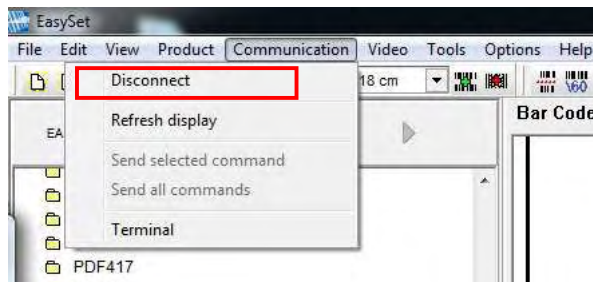 EasySet
File Edit View Product Communication Video Tools Options Help
Disconnect 18 cm \60
Refresh display Bar Code
EA
Send selected command
Send all commands
Terminal
PDF417